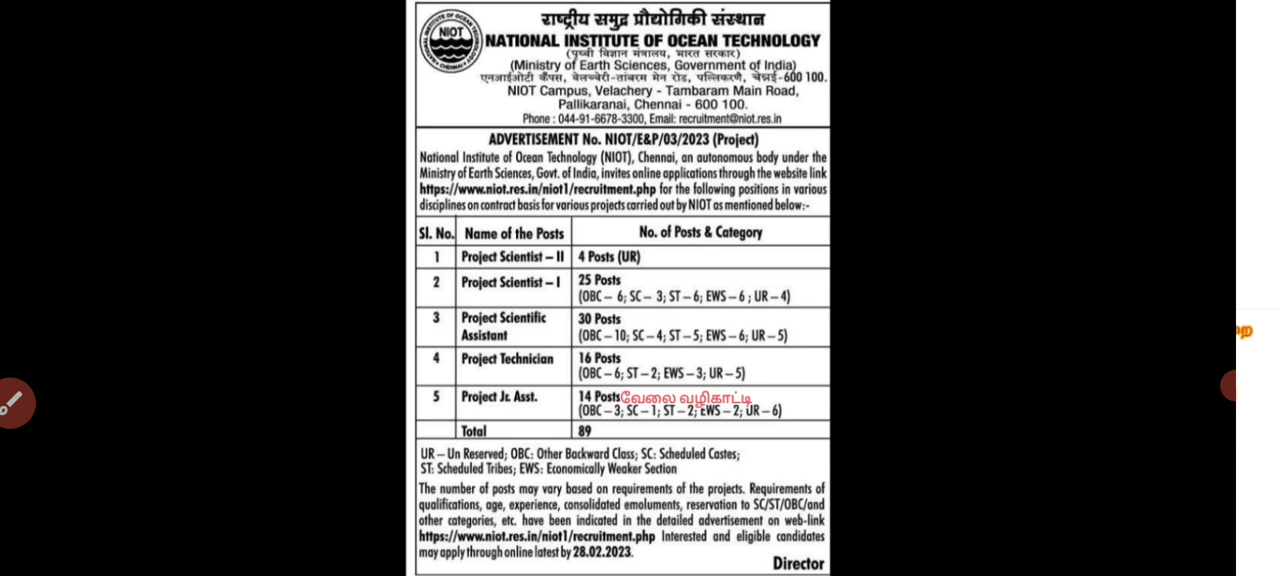 राष्ट्रीय समुद्र प्रौद्योगिकी संस्थान
NIOT
NATIONAL INSTITUTE OF OCEAN TECHNOLOGY
(पृथ्वी विज्ञान मंत्रालय, भारत सरकार)
(Ministry of Earth Sciences, Government of India)
एनआईओटी कैंपस, वेलच्चेरी-तांबरम मेन रोड, पल्लिकरणै, चेन्नई-600 100.
NIOT Campus, Velachery - Tambaram Main Road,
Pallikaranai, Chennai - 600 100.
Phone : 044-91-6678-3300, Email: recruitment@niot.res.in
ADVERTISEMENT No. NIOT/E&P/03/2023 (Project)
National Institute of Ocean Technology (NIOT), Chennai, an autonomous body under the
Ministry of Earth Sciences, Govt. of India, invites online applications through the website link
https://www.niot.res.in/niot1/recruitment.php for the following positions in various
disciplines on contract basis for various projects carried out by NIOT as mentioned below:-
Sl. No. Name of the Posts No. of Posts & Category
1 Project Scientist – II 4 Posts (UR)
2 Project Scientist – I 25 Posts
(OBC – 6; SC – 3; ST – 6; EWS – 6 ; UR – 4)
3 Project Scientific Assistant 30 Posts
(OBC – 10; SC – 4; ST – 5; EWS – 6; UR – 5)
4 Project Technician 16 Posts
(OBC – 6; ST – 2; EWS – 3; UR – 5)
5 Project Jr. Asst. 14 Posts வேலை வழிகாட்டி
(OBC – 3; SC – 1; ST – 2; EWS – 2; UR – 6)
Total 89
UR – Un Reserved; OBC: Other Backward Class; SC: Scheduled Castes;
ST: Scheduled Tribes; EWS: Economically Weaker Section
The number of posts may vary based on requirements of the projects. Requirements of
qualifications, age, experience, consolidated emoluments, reservation to SC/ST/OBC/and
other categories, etc. have been indicated in the detailed advertisement on web-link
https://www.niot.res.in/niot1/recruitment.php Interested and eligible candidates
may apply through online latest by 28.02.2023.
Director